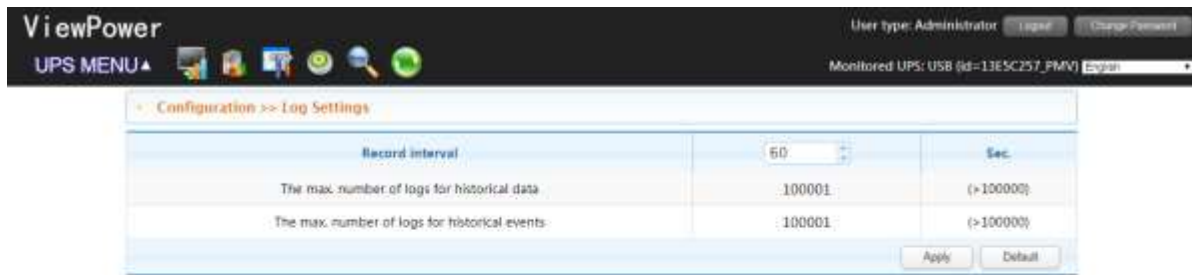 ViewPower
User type: Administrator Logout Change Password
UPS MENU▲
Monitored UPS: USB (id=13E5C257_PMV) English
Configuration >> Log Settings
Record interval 60 Sec.
The max. number of logs for historical data 100001 (>100000)
The max. number of logs for historical events 100001 (>100000)
Apply Default